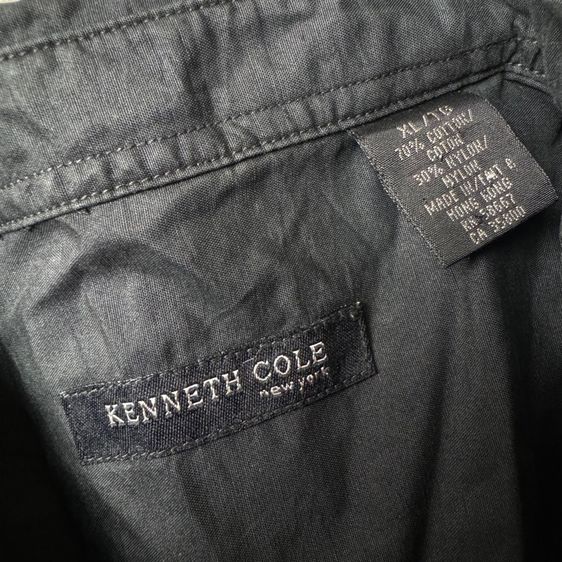 XL/TG
70% COTTON/
COTON
30% NYLON/
NYLON
MADE IN/FAIT à
HONG KONG
CA 35800
KENNETH COLE
new york